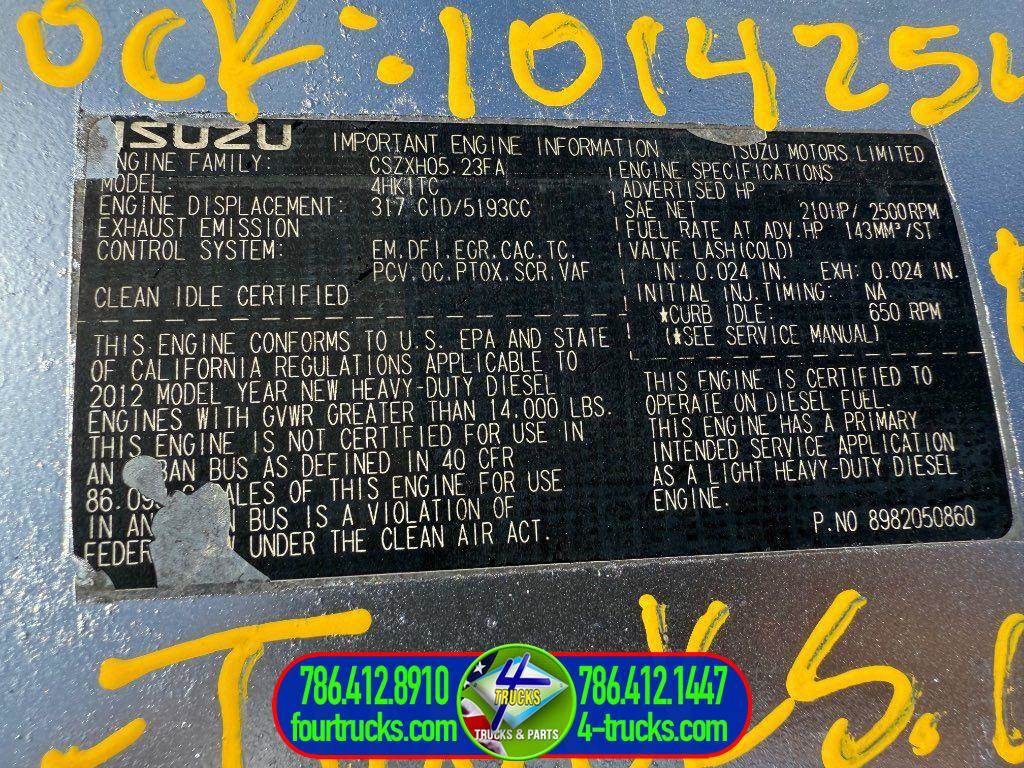 OCK:1014254
ISUZU IMPORTANT ENGINE INFORMATION ISUZU MOTORS LIMITED
ENGINE FAMILY: CSZXH05.23FA
MODEL: 4HK1TC
ENGINE DISPLACEMENT: 317 CID/5193CC
EXHAUST EMISSION
CONTROL SYSTEM: EM.DFI.EGR.CAC.TC.
PCV.OC.PTOX.SCR.VAF
CLEAN IDLE CERTIFIED
THIS ENGINE CONFORMS TO U.S. EPA AND STATE
OF CALIFORNIA REGULATIONS APPLICABLE TO
2012 MODEL YEAR NEW HEAVY-DUTY DIESEL
ENGINES WITH GVWR GREATER THAN 14.000 LBS.
THIS ENGINE IS NOT CERTIFIED FOR USE IN
AN BAN BUS AS DEFINED IN 40 CFR
86.09 ALES OF THIS ENGINE FOR USE
IN AN N BUS IS A VIOLATION OF
FEDER W UNDER THE CLEAN AIR ACT.
ENGINE SPECIFICATIONS
ADVERTISED HP
SAE NET 210HP/ 2500RPM
FUEL RATE AT ADV.HP 143MM³/ST
VALVE LASH(COLD)
IN: 0.024 IN. EXH: 0.024 IN.
INITIAL INJ.TIMING: NA
★CURB IDLE: 650 RPM
(★SEE SERVICE MANUAL)
THIS ENGINE IS CERTIFIED TO
OPERATE ON DIESEL FUEL.
THIS ENGINE HAS A PRIMARY
INTENDED SERVICE APPLICATION
AS A LIGHT HEAVY-DUTY DIESEL
ENGINE.
P.NO 8982050860
786.412.8910
fourtrucks.com
4
TRUCKS
TRUCKS & PARTS
786.412.1447
4-trucks.com